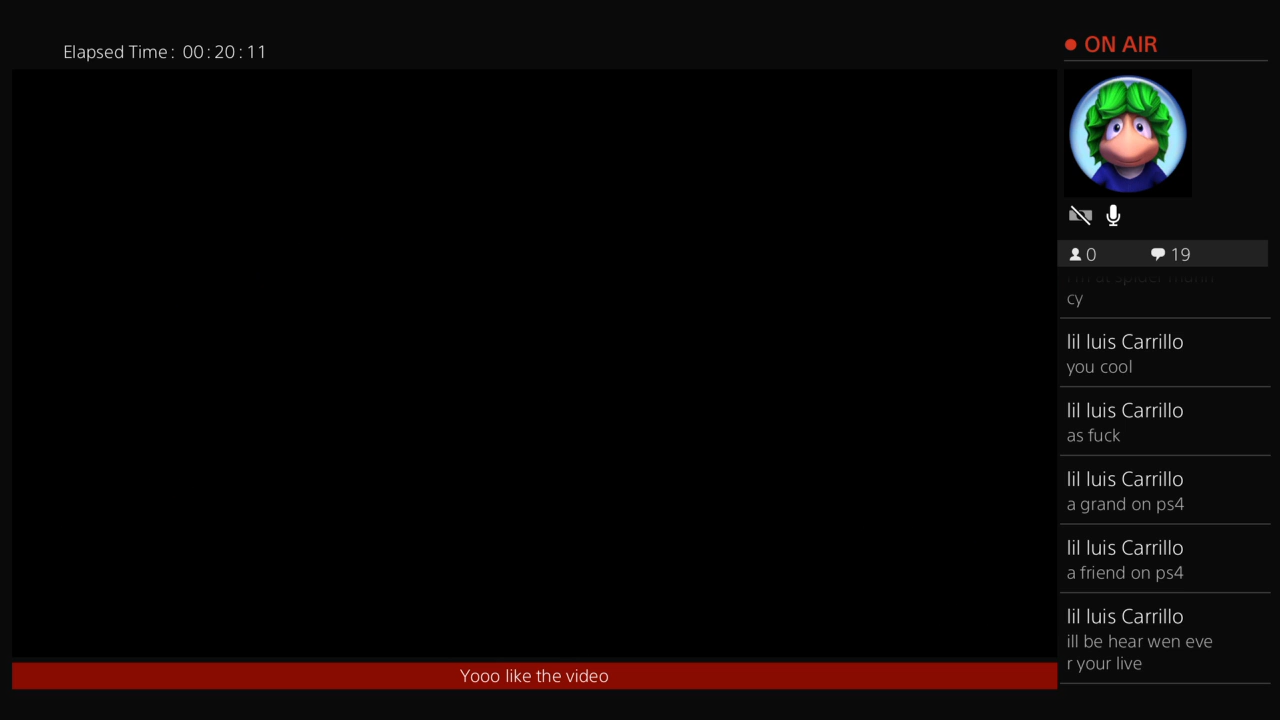 Elapsed Time: 00:20:11
ON AIR
0 19
cy
lil luis Carrillo
you cool
lil luis Carrillo
as fuck
lil luis Carrillo
a grand on ps4
lil luis Carrillo
a friend on ps4
lil luis Carrillo
ill be hear wen eve
r your live
Yooo like the video